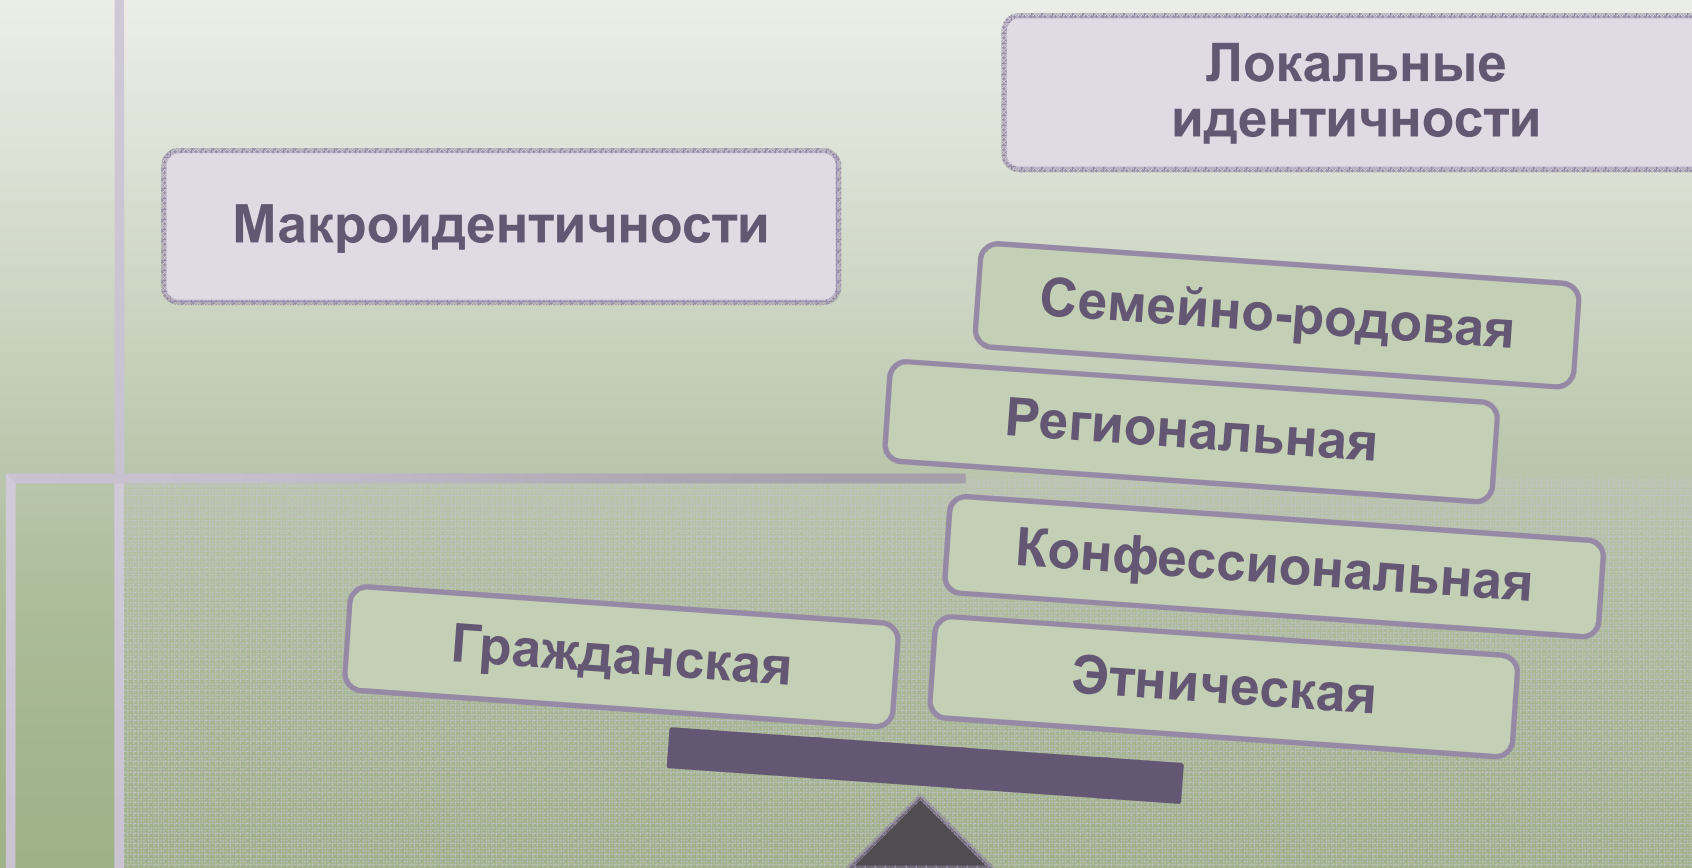 Локальные
идентичности
Макроидентичности
Семейно-родовая
Региональная
Конфессиональная
Гражданская
Этническая